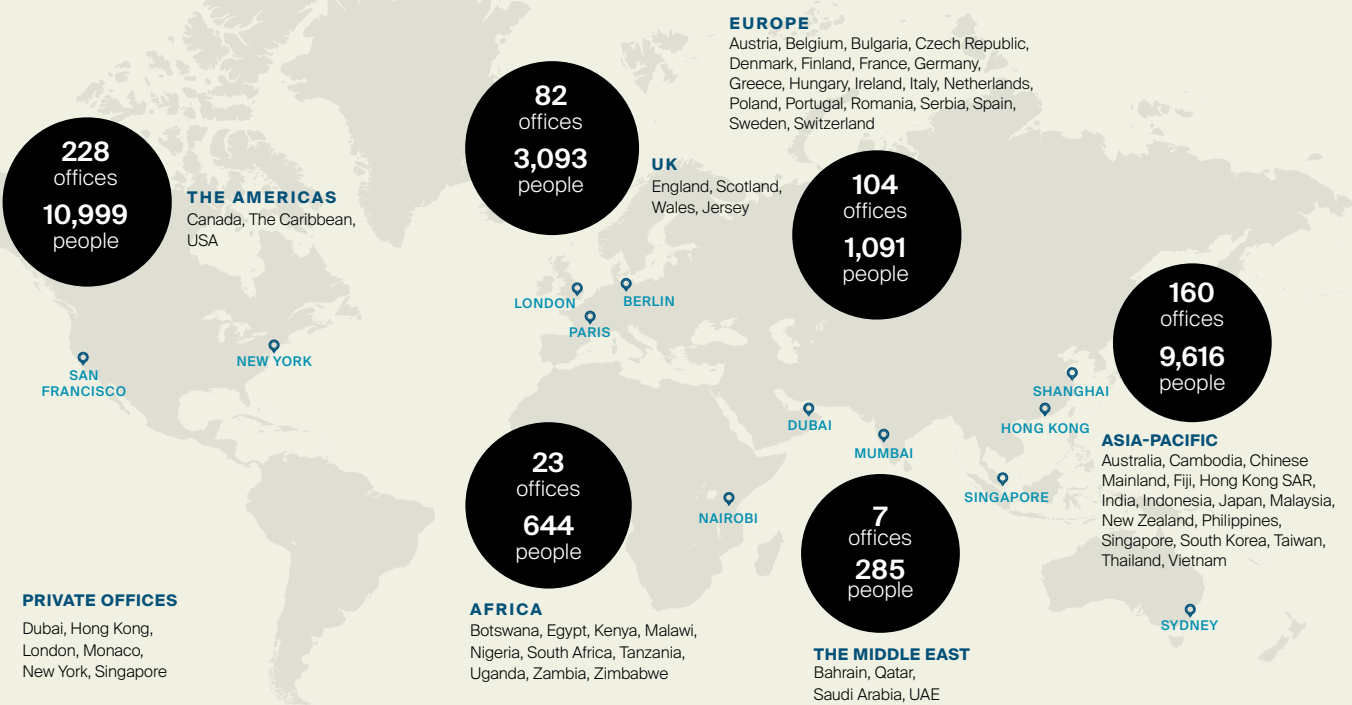 228
offices
10,999
people
THE AMERICAS
Canada, The Caribbean,
USA
82
offices
3,093
people
UK
England, Scotland,
Wales, Jersey
EUROPE
Austria, Belgium, Bulgaria, Czech Republic,
Denmark, Finland, France, Germany,
Greece, Hungary, Ireland, Italy, Netherlands,
Poland, Portugal, Romania, Serbia, Spain,
Sweden, Switzerland
104
offices
1,091
people
160
offices
9,616
people
ASIA-PACIFIC
Australia, Cambodia, Chinese
Mainland, Fiji, Hong Kong SAR,
India, Indonesia, Japan, Malaysia,
New Zealand, Philippines,
Singapore, South Korea, Taiwan,
Thailand, Vietnam
SAN
FRANCISCO
NEW YORK
LONDON
BERLIN
PARIS
DUBAI
MUMBAI
SHANGHAI
HONG KONG
SINGAPORE
NAIROBI
SYDNEY
23
offices
644
people
AFRICA
Botswana, Egypt, Kenya, Malawi,
Nigeria, South Africa, Tanzania,
Uganda, Zambia, Zimbabwe
7
offices
285
people
THE MIDDLE EAST
Bahrain, Qatar,
Saudi Arabia, UAE
PRIVATE OFFICES
Dubai, Hong Kong,
London, Monaco,
New York, Singapore